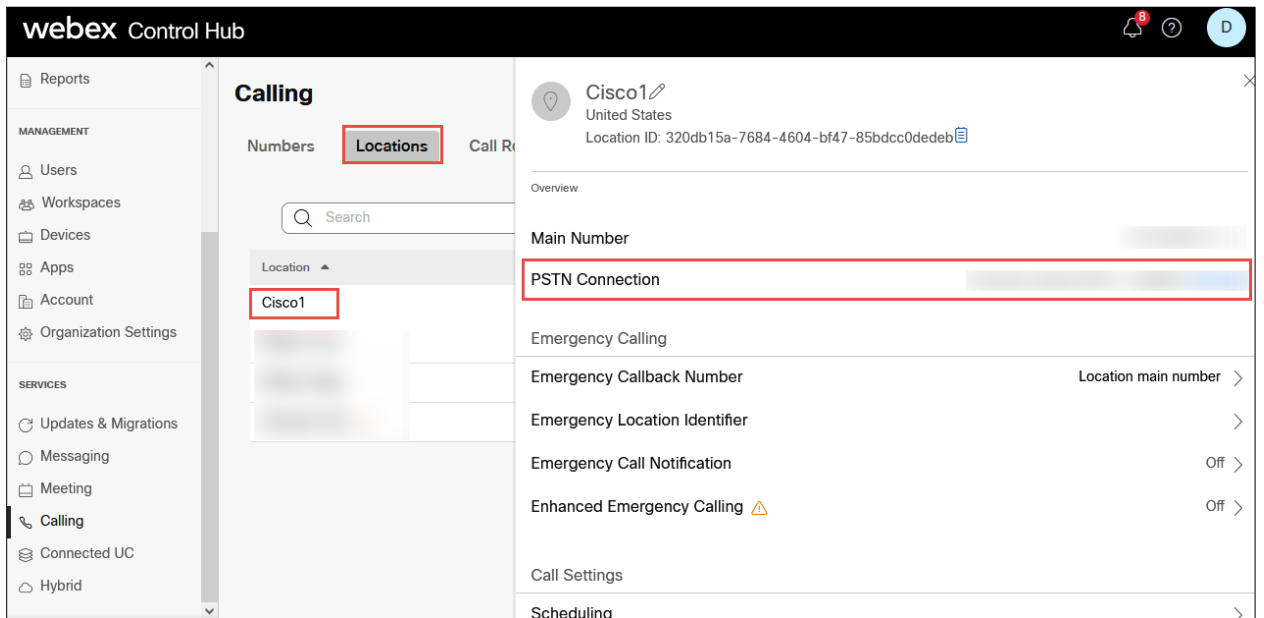 webex Control Hub
8
D
Reports
MANAGEMENT
Users
Workspaces
Devices
Apps
Account
Organization Settings
SERVICES
Updates & Migrations
Messaging
Meeting
Calling
Connected UC
Hybrid
Calling
Numbers
Locations
Call R
Search
Location
Cisco1
Cisco1
United States
Location ID: 320db15a-7684-4604-bf47-85bdcc0dedeb
Overview
Main Number
PSTN Connection
Emergency Calling
Emergency Callback Number Location main number
Emergency Location Identifier
Emergency Call Notification Off
Enhanced Emergency Calling Off
Call Settings
Scheduling